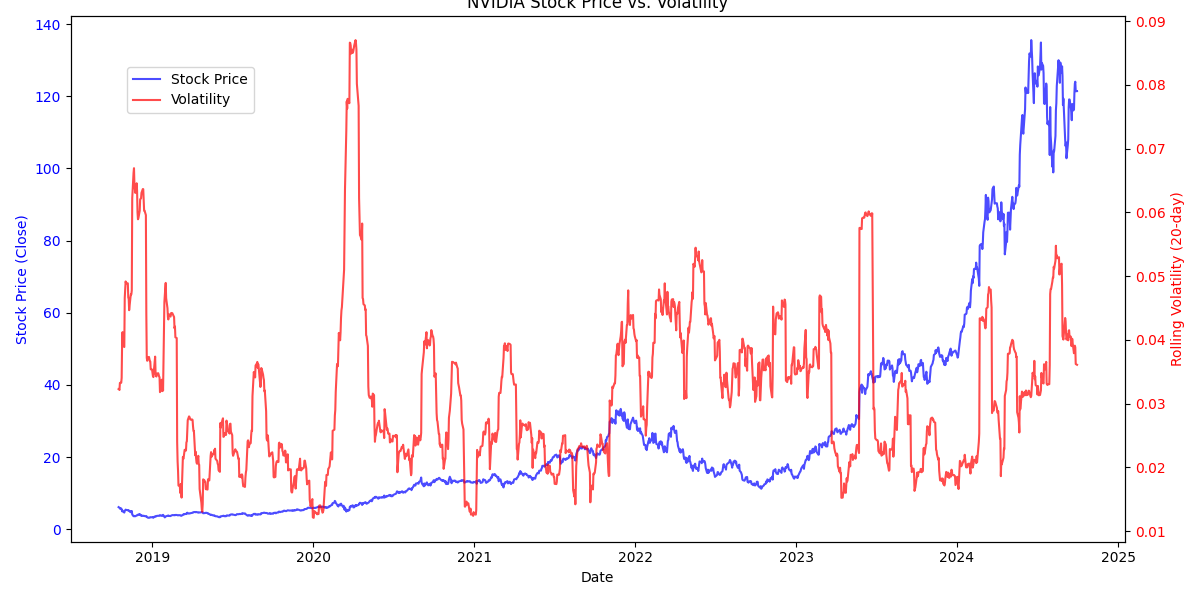 NVIDIA Stock Price vs. Volatility
140
120
100
80
60
40
20
0
Stock Price (Close)
Stock Price
Volatility
0.09
0.08
0.07
0.06
0.05
0.04
0.03
0.02
0.01
Rolling Volatility (20-day)
2019 2020 2021 2022 2023 2024 2025
Date